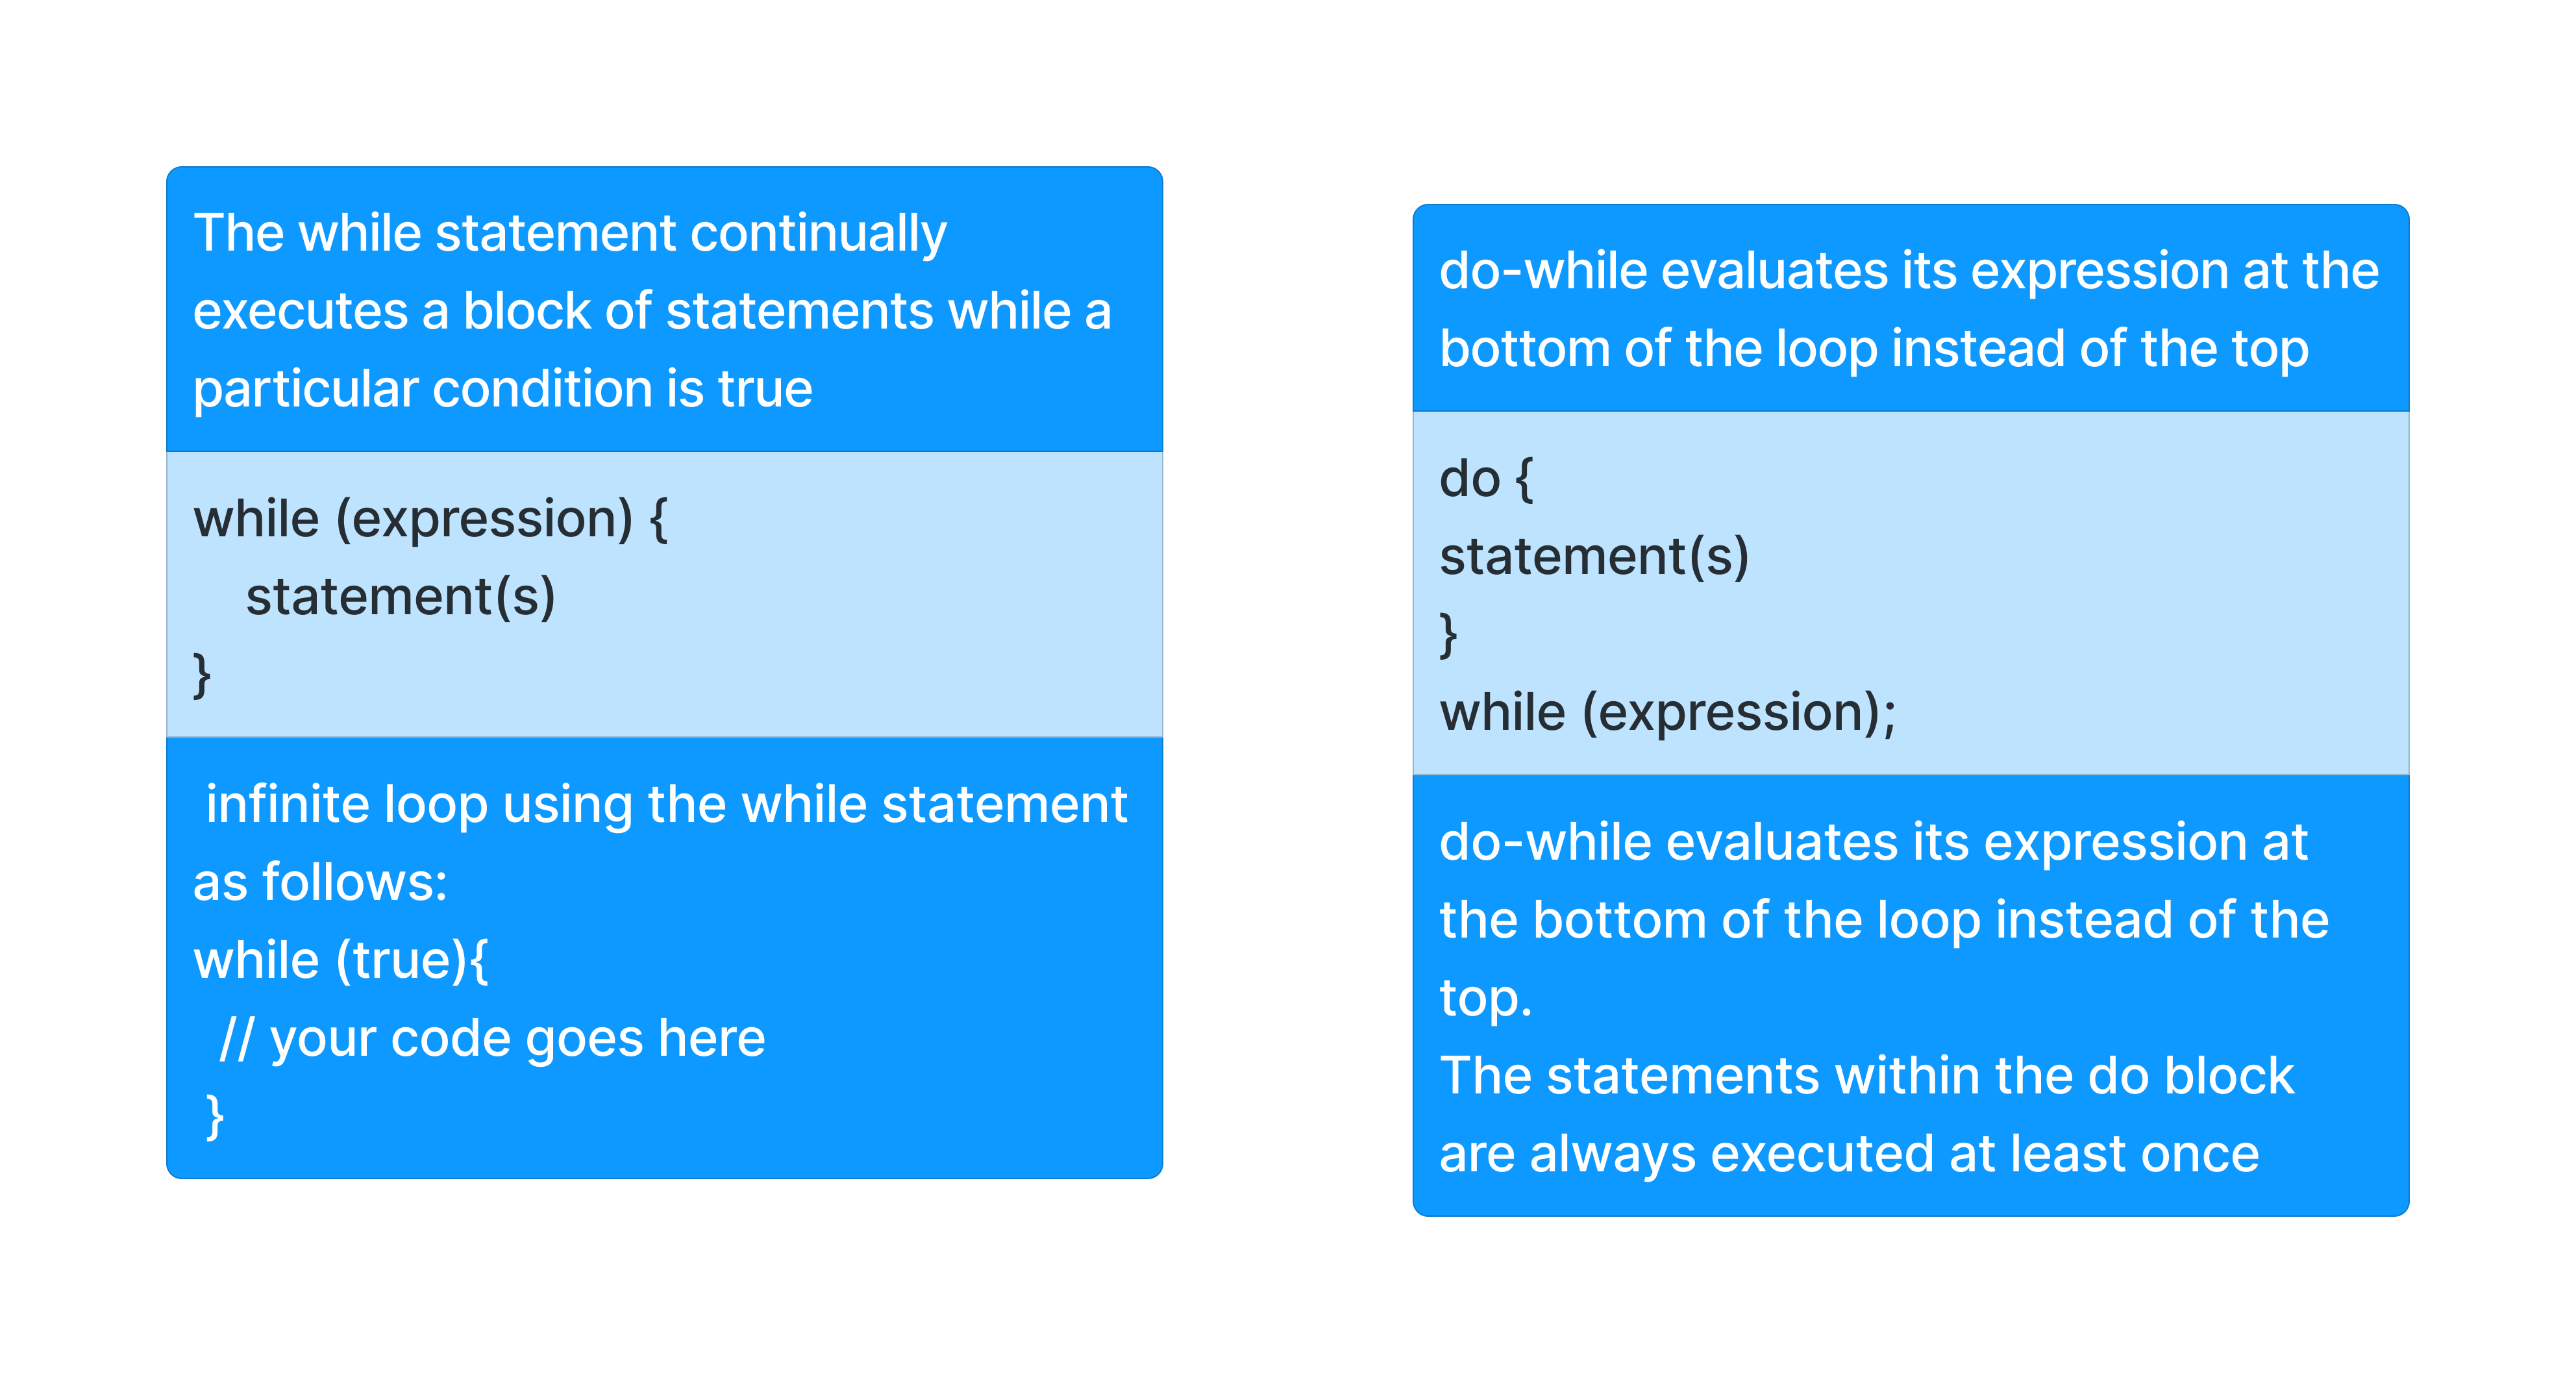 The while statement continually
executes a block of statements while a
particular condition is true
while (expression) {
    statement(s)
}
infinite loop using the while statement
as follows:
while (true){
  // your code goes here
 }
do-while evaluates its expression at the
bottom of the loop instead of the top
do {
statement(s)
}
while (expression);
do-while evaluates its expression at
the bottom of the loop instead of the
top.
The statements within the do block
are always executed at least once